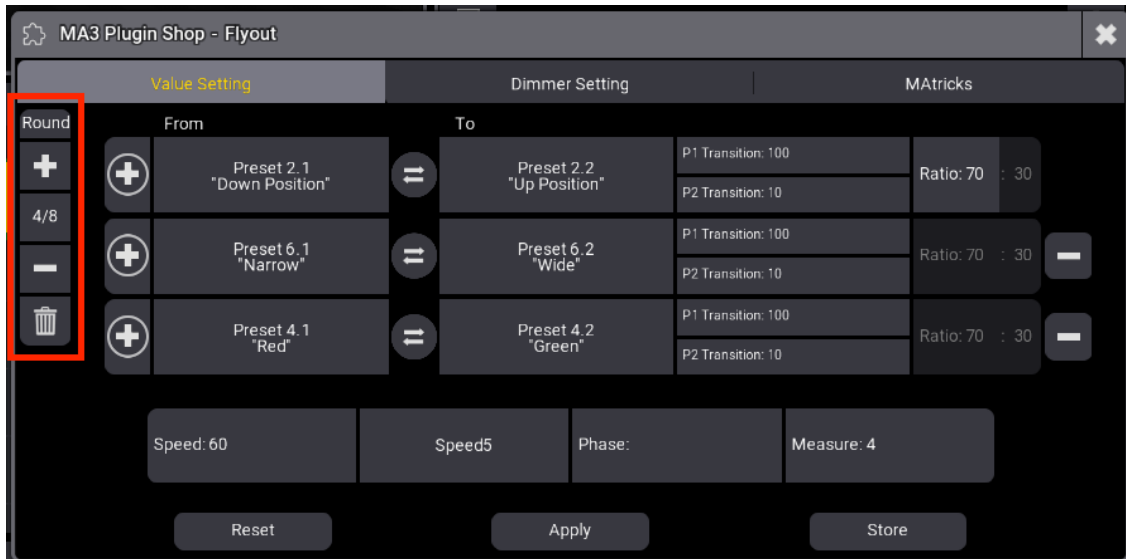 MA3 Plugin Shop - Flyout
Value Setting
Dimmer Setting
MAtricks
Round
From
To
4/8
Preset 2.1
"Down Position"
Preset 2.2
"Up Position"
P1 Transition: 100
P2 Transition: 10
Ratio: 70 : 30
Preset 6.1
"Narrow"
Preset 6.2
"Wide"
P1 Transition: 100
P2 Transition: 10
Ratio: 70 : 30
Preset 4.1
"Red"
Preset 4.2
"Green"
P1 Transition: 100
P2 Transition: 10
Ratio: 70 : 30
Speed: 60
Speed5
Phase:
Measure: 4
Reset
Apply
Store